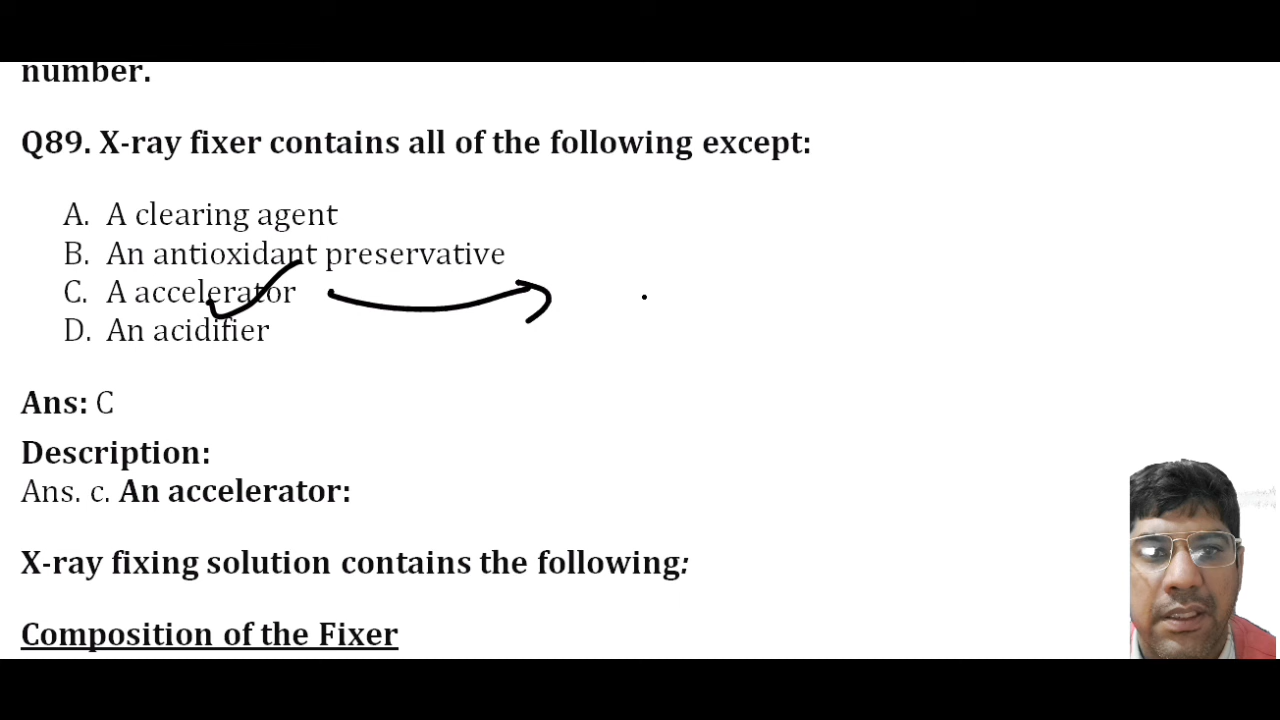 number.
Q89. X-ray fixer contains all of the following except:
A. A clearing agent
B. An antioxidant preservative
C. A accelerator
D. An acidifier
Ans: C
Description:
Ans. c. An accelerator:
X-ray fixing solution contains the following:
Composition of the Fixer